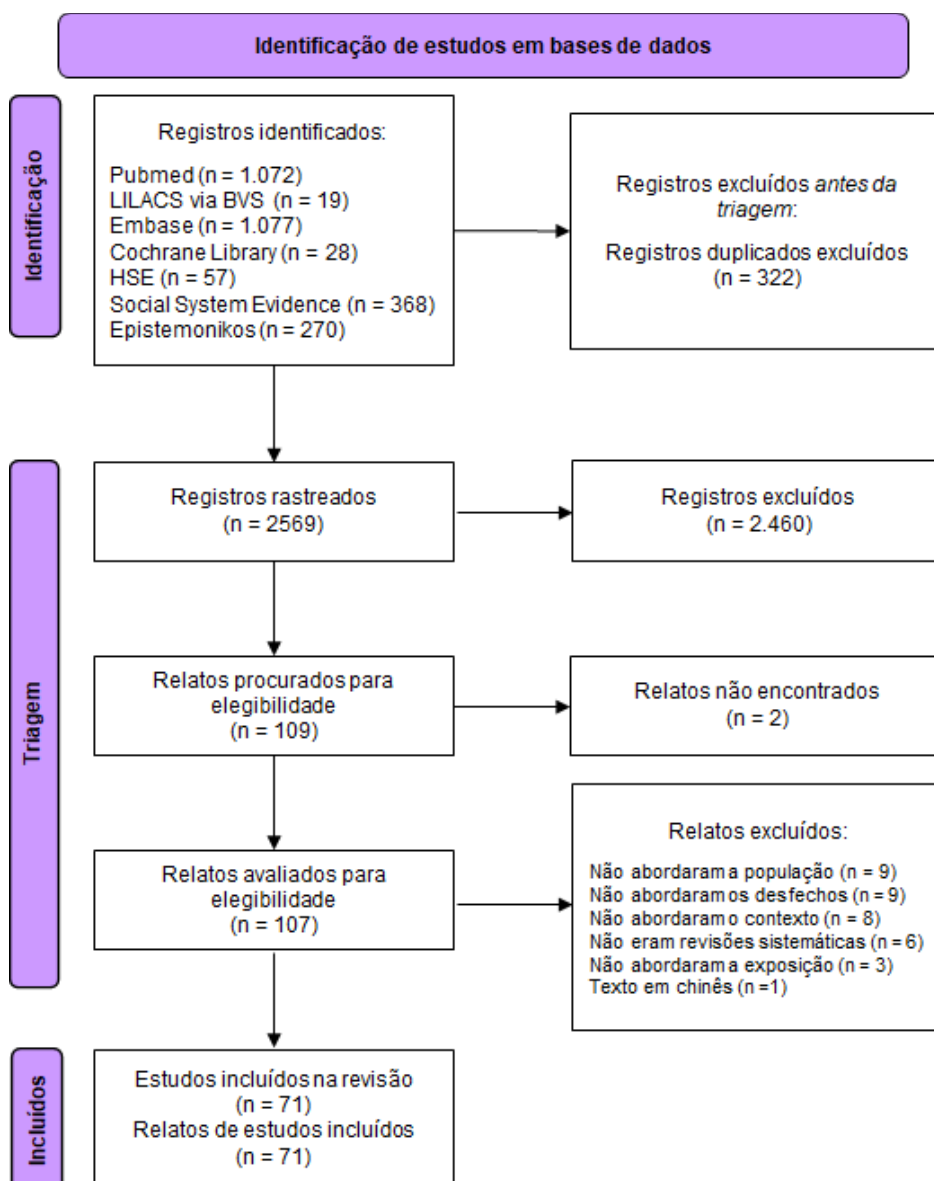 Identificação de estudos em bases de dados
Identificação
Registros identificados:
Pubmed (n = 1.072)
LILACS via BVS (n = 19)
Embase (n = 1.077)
Cochrane Library (n = 28)
HSE (n = 57)
Social System Evidence (n = 368)
Epistemonikos (n = 270)
Registros excluídos antes da
triagem:
Registros duplicados excluídos
(n = 322)
Triagem
Registros rastreados
(n = 2569)
Registros excluídos
(n = 2.460)
Relatos procurados para
elegibilidade
(n = 109)
Relatos não encontrados
(n = 2)
Relatos avaliados para
elegibilidade
(n = 107)
Relatos excluídos:
Não abordaram a população (n = 9)
Não abordaram os desfechos (n = 9)
Não abordaram o contexto (n = 8)
Não eram revisões sistemáticas (n = 6)
Não abordaram a exposição (n = 3)
Texto em chinês (n =1)
Incluídos
Estudos incluídos na revisão
(n = 71)
Relatos de estudos incluídos
(n = 71)